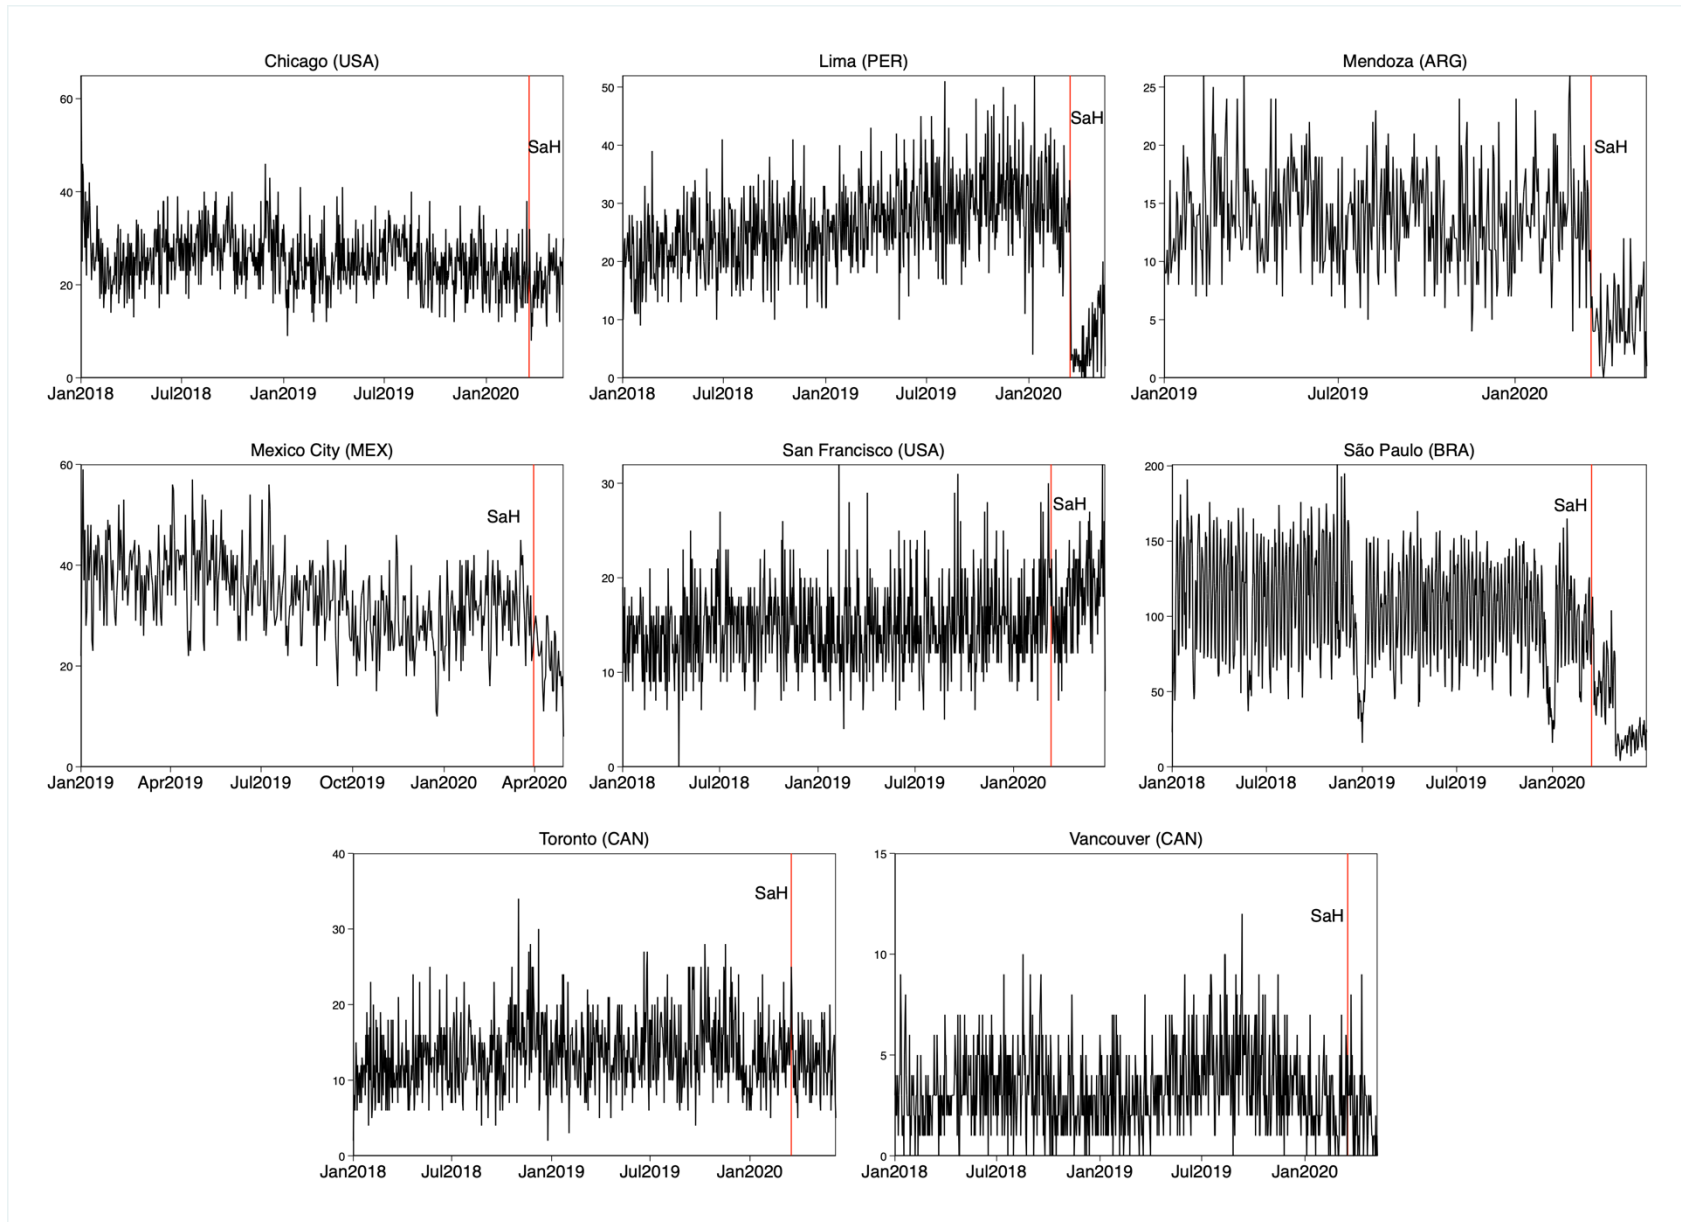 Chicago (USA)
60
40
20
0
SaH
Jan2018 Jul2018 Jan2019 Jul2019 Jan2020
Lima (PER)
50
40
30
20
10
0
SaH
Jan2018 Jul2018 Jan2019 Jul2019 Jan2020
Mendoza (ARG)
25
20
15
10
5
0
SaH
Jan2019 Jul2019 Jan2020
Mexico City (MEX)
60
40
20
0
SaH
Jan2019 Apr2019 Jul2019 Oct2019 Jan2020 Apr2020
San Francisco (USA)
30
20
10
0
SaH
Jan2018 Jul2018 Jan2019 Jul2019 Jan2020
São Paulo (BRA)
200
150
100
50
0
SaH
Jan2018 Jul2018 Jan2019 Jul2019 Jan2020
Toronto (CAN)
40
30
20
10
0
SaH
Jan2018 Jul2018 Jan2019 Jul2019 Jan2020
Vancouver (CAN)
15
10
5
0
SaH
Jan2018 Jul2018 Jan2019 Jul2019 Jan2020